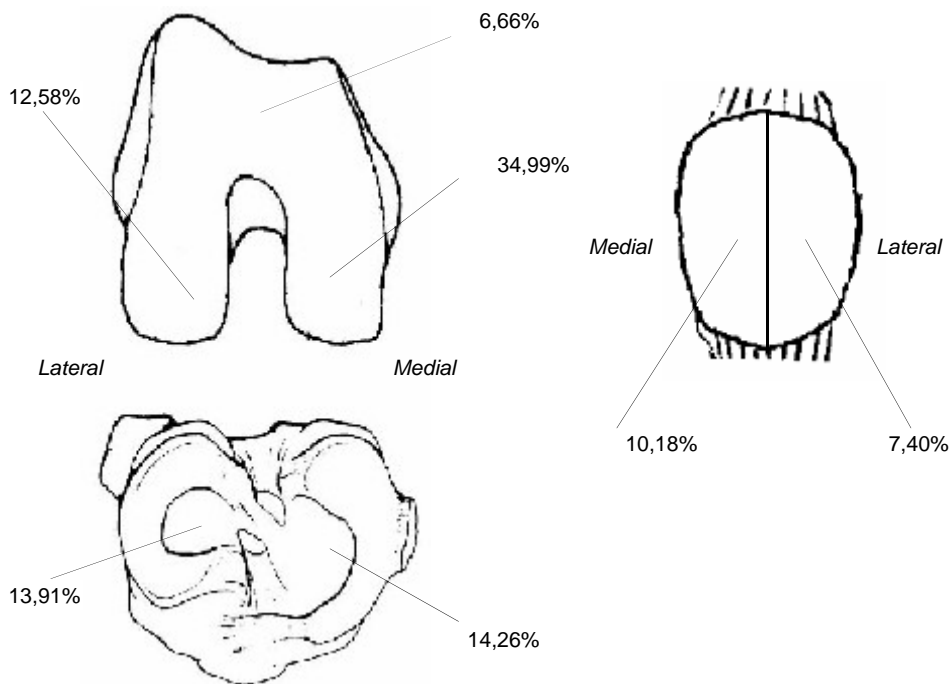 6,66%
12,58%
34,99%
Medial
Lateral
Lateral
Medial
10,18%
7,40%
13,91%
14,26%